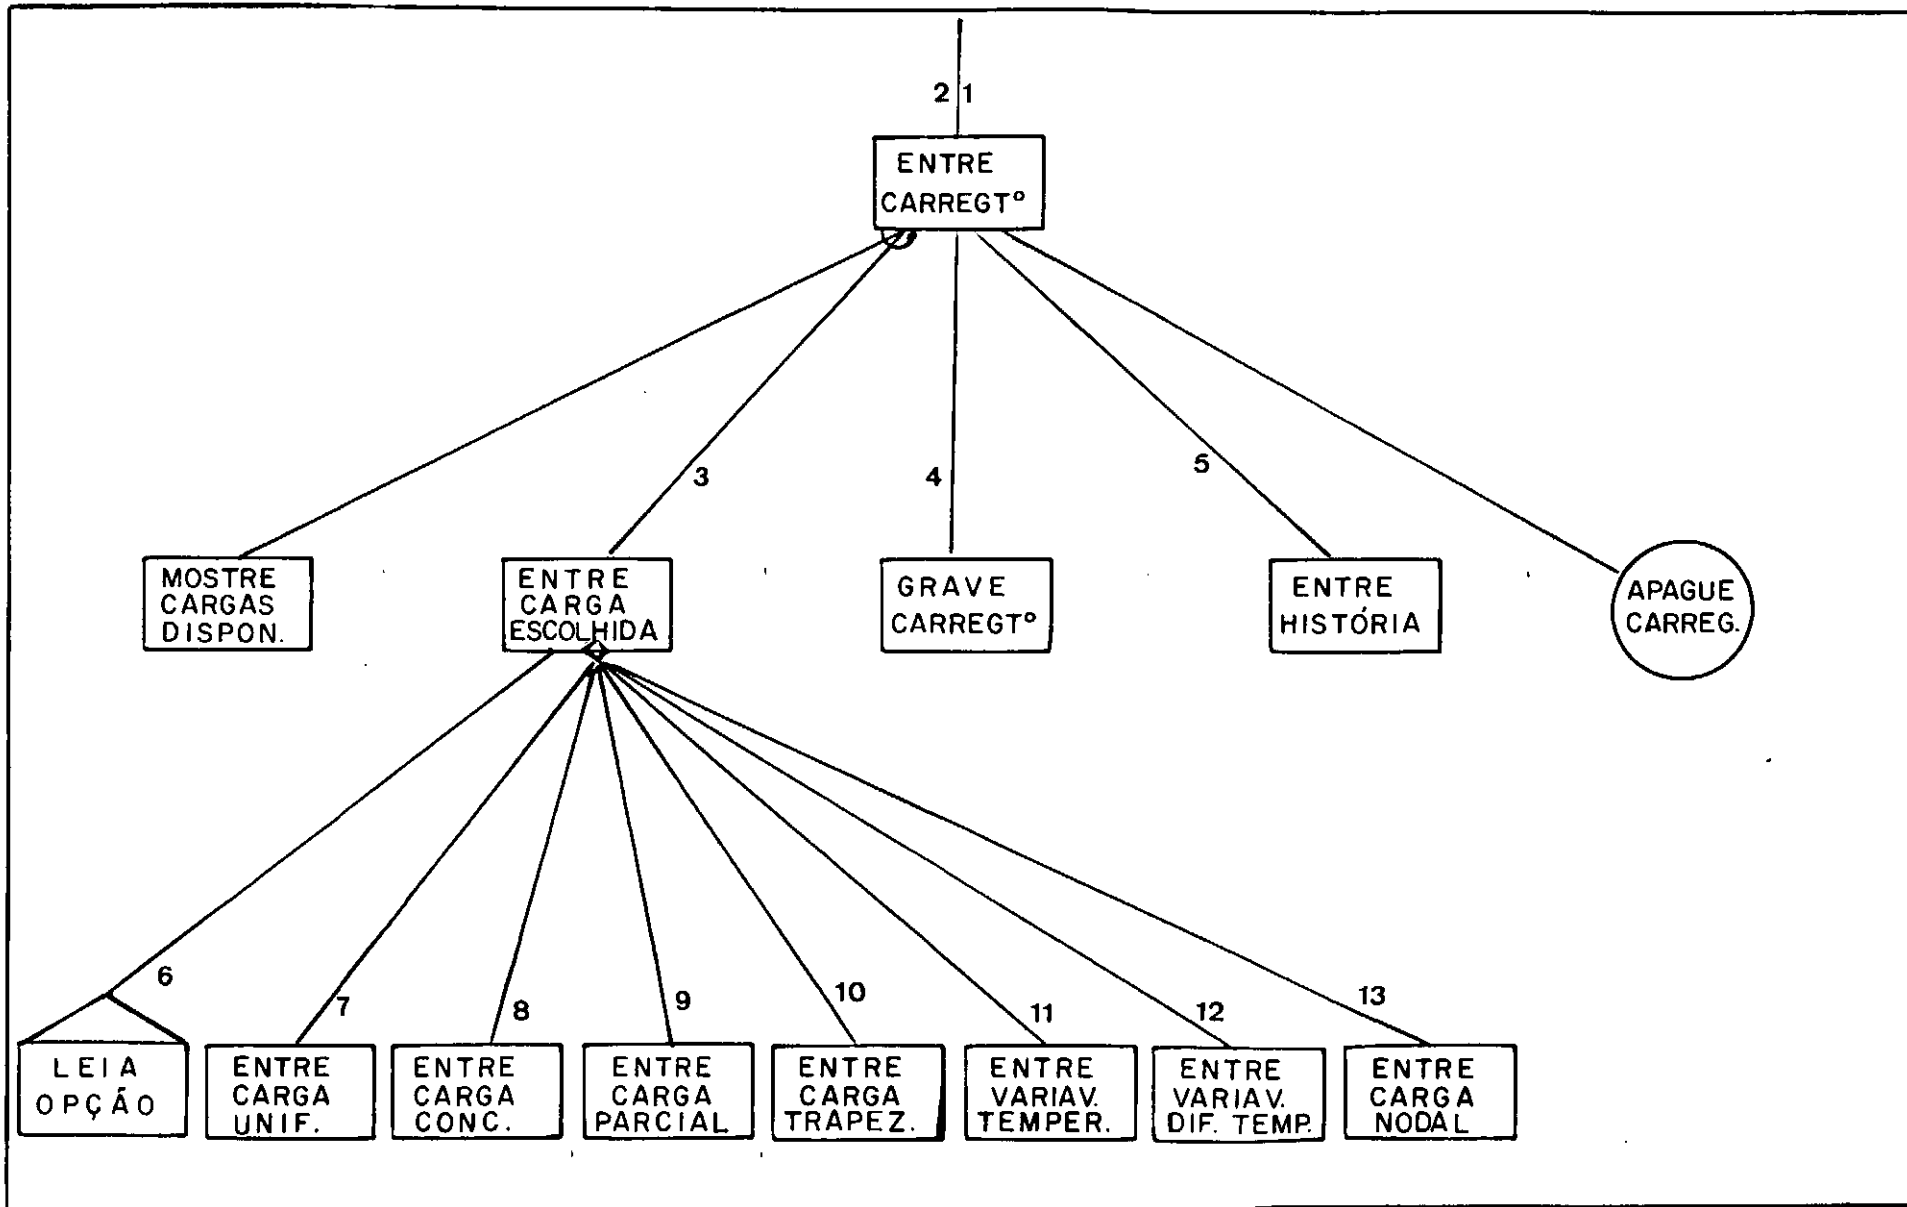 2 1
ENTRE
CARREGTº
3
4
5
MOSTRE
CARGAS
DISPON.
ENTRE
CARGA
ESCOLHIDA
GRAVE
CARREGTº
ENTRE
HISTÓRIA
APAGUE
CARREG.
6
7
8
9
10
11
12
13
LEIA
OPÇÃO
ENTRE
CARGA
UNIF.
ENTRE
CARGA
CONC.
ENTRE
CARGA
PARCIAL
ENTRE
CARGA
TRAPEZ.
ENTRE
VARIAV.
TEMPER.
ENTRE
VARIAV.
DIF. TEMP.
ENTRE
CARGA
NODAL